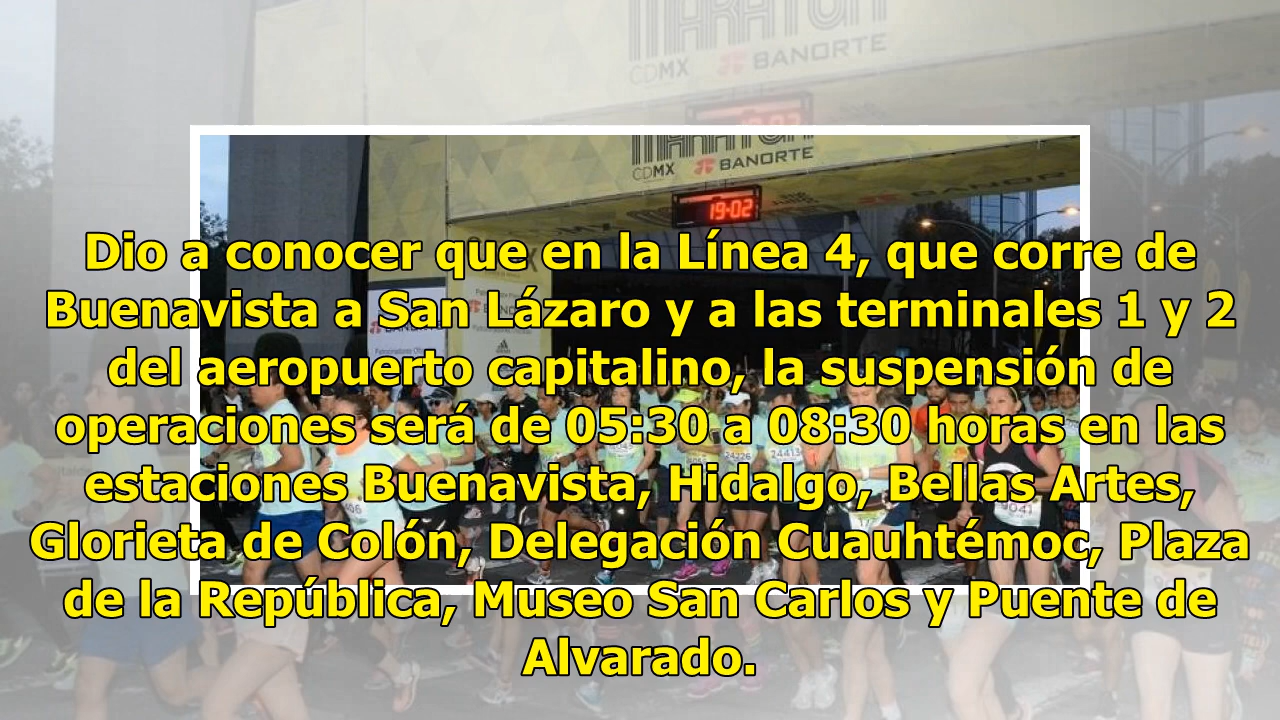 MARATON
CDMX BANORTE
MARATON
CDMX BANORTE
19-02
Dio a conocer que en la Línea 4, que corre de
Buenavista a San Lázaro y a las terminales 1 y 2
del aeropuerto capitalino, la suspensión de
operaciones será de 05:30 a 08:30 horas en las
estaciones Buenavista, Hidalgo, Bellas Artes,
Glorieta de Colón, Delegación Cuauhtémoc, Plaza
de la República, Museo San Carlos y Puente de
Alvarado.